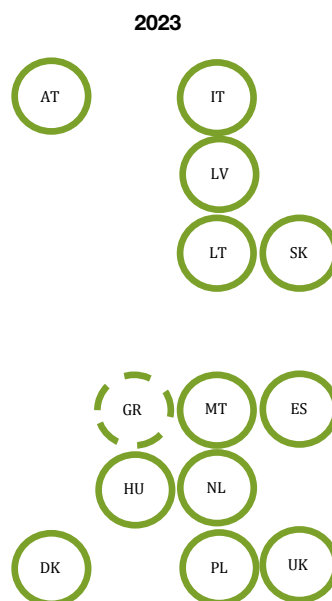 2023
AT IT
LV
LT SK
GR MT ES
HU NL
DK PL UK